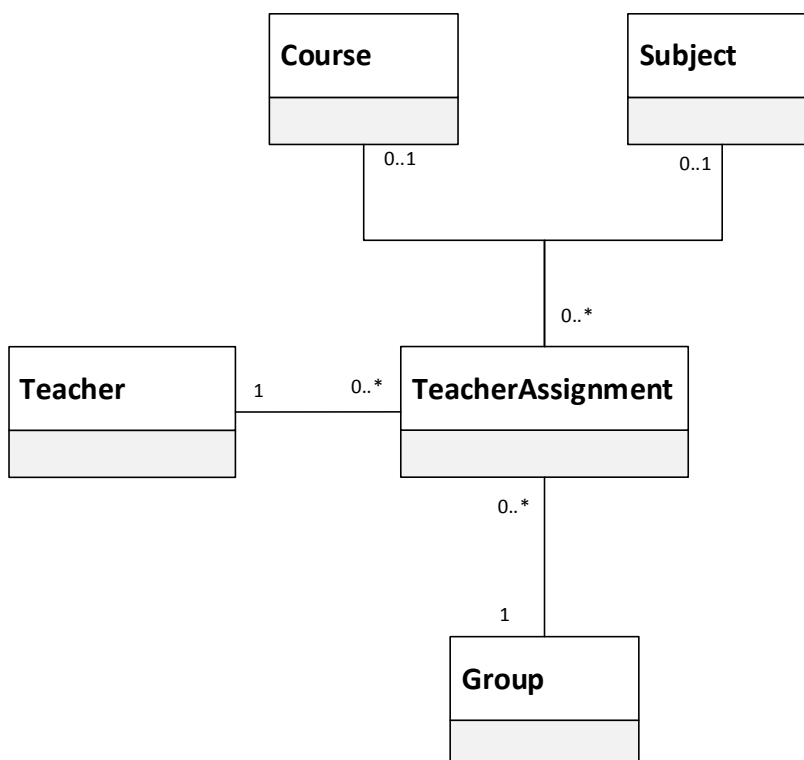 Course
Subject
0..1
0..1
0..*
Teacher
1
0..*
TeacherAssignment
0..*
1
Group